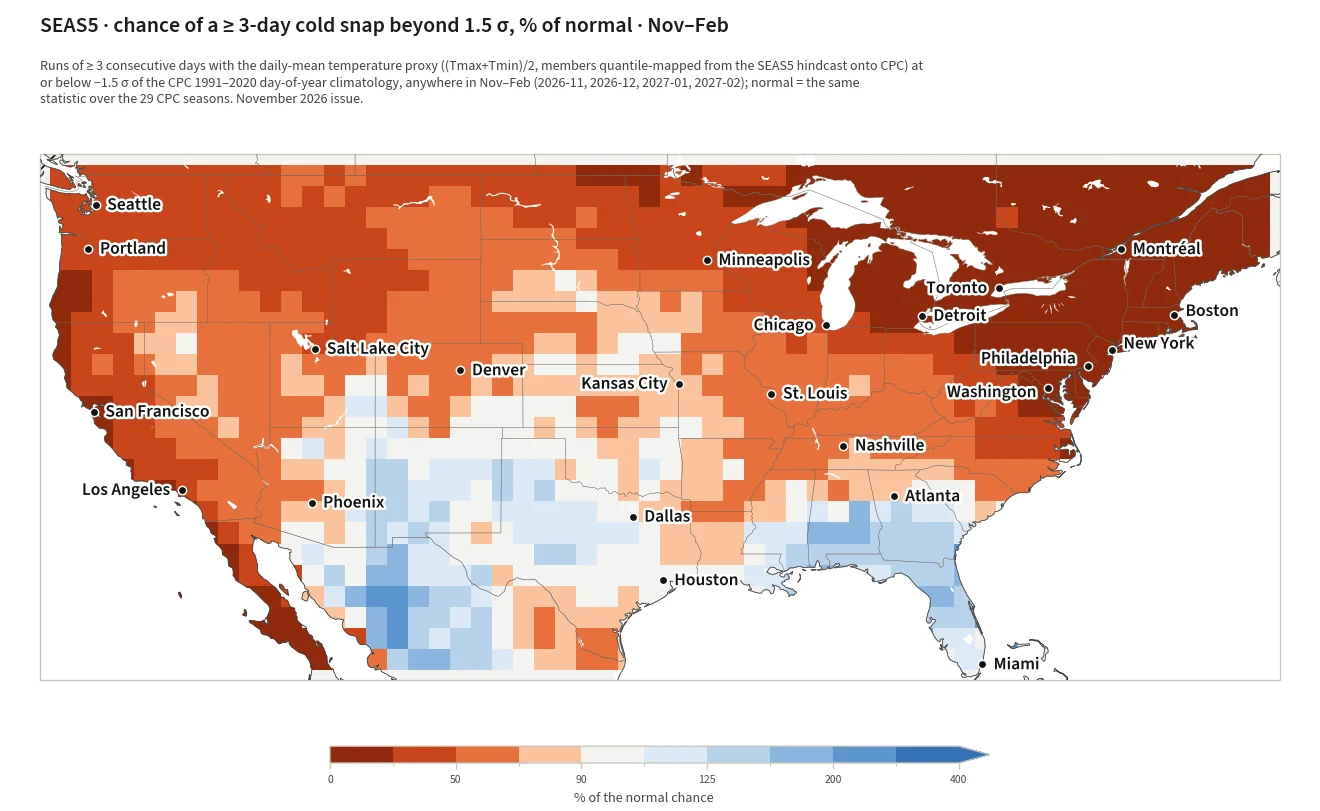 SEAS5 · chance of a ≥ 3-day cold snap beyond 1.5 σ, % of normal · Nov–Feb
Runs of ≥ 3 consecutive days with the daily-mean temperature proxy ((Tmax+Tmin)/2, members quantile-mapped from the SEAS5 hindcast onto CPC) at
or below −1.5 σ of the CPC 1991–2020 day-of-year climatology, anywhere in Nov–Feb (2026-11, 2026-12, 2027-01, 2027-02); normal = the same
statistic over the 29 CPC seasons. November 2026 issue.
Seattle
Portland
Minneapolis
Montréal
Toronto
Detroit
Boston
Chicago
New York
Salt Lake City
Philadelphia
Denver
Kansas City
St. Louis
Washington
San Francisco
Nashville
Los Angeles
Phoenix
Atlanta
Dallas
Houston
Miami
0 50 90 125 200 400
% of the normal chance